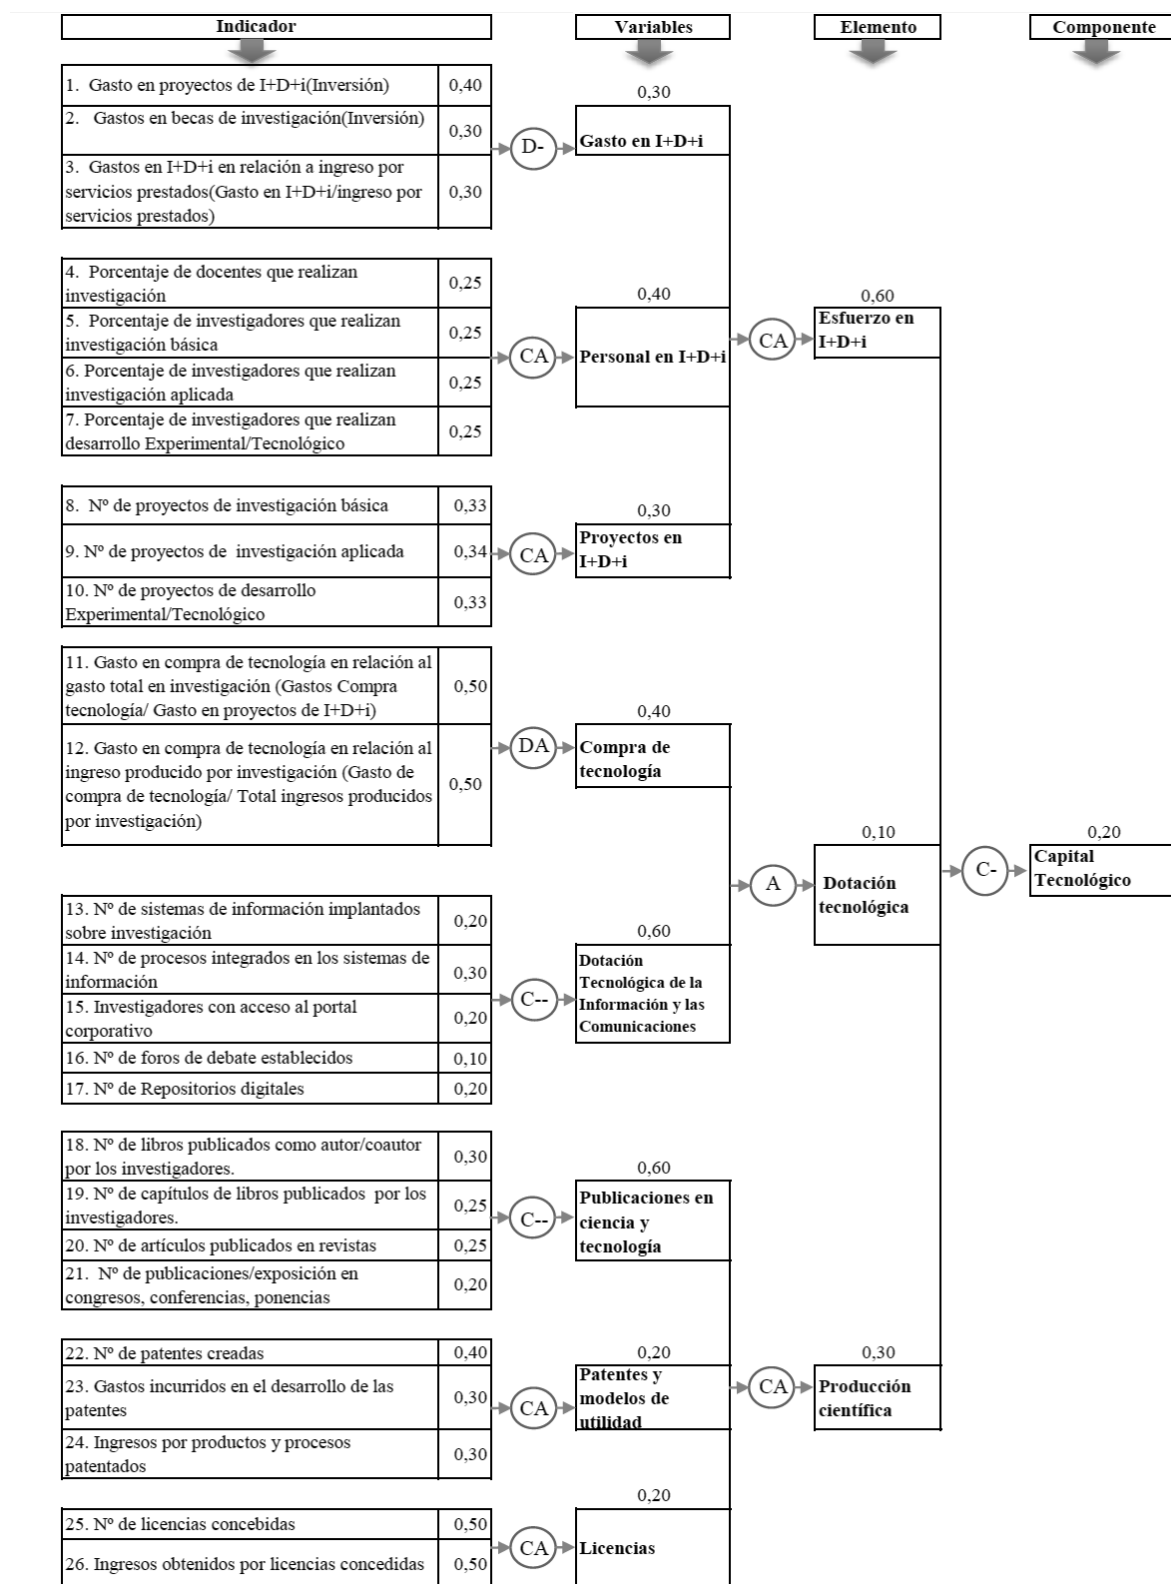 Indicador
Variables
Elemento
Componente
1. Gasto en proyectos de I+D+i(Inversión)
0,40
2. Gastos en becas de investigación(Inversión)
0,30
3. Gastos en I+D+i en relación a ingreso por
servicios prestados(Gasto en I+D+i/ingreso por
servicios prestados)
0,30
D-
0,30
Gasto en I+D+i
4. Porcentaje de docentes que realizan
investigación
0,25
5. Porcentaje de investigadores que realizan
investigación básica
0,25
6. Porcentaje de investigadores que realizan
investigación aplicada
0,25
7. Porcentaje de investigadores que realizan
desarrollo Experimental/Tecnológico
0,25
CA
0,40
Personal en I+D+i
CA
0,60
Esfuerzo en
I+D+i
8. Nº de proyectos de investigación básica
0,33
9. Nº de proyectos de investigación aplicada
0,34
10. Nº de proyectos de desarrollo
Experimental/Tecnológico
0,33
CA
0,30
Proyectos en
I+D+i
11. Gasto en compra de tecnología en relación al
gasto total en investigación (Gastos Compra
tecnología/ Gasto en proyectos de I+D+i)
0,50
12. Gasto en compra de tecnología en relación al
ingreso producido por investigación (Gasto de
compra de tecnología/ Total ingresos producidos
por investigación)
0,50
DA
0,40
Compra de
tecnología
A
0,10
Dotación
tecnológica
C-
0,20
Capital
Tecnológico
13. Nº de sistemas de información implantados
sobre investigación
0,20
14. Nº de procesos integrados en los sistemas de
información
0,30
15. Investigadores con acceso al portal
corporativo
0,20
16. Nº de foros de debate establecidos
0,10
17. Nº de Repositorios digitales
0,20
C--
0,60
Dotación
Tecnológica de la
Información y las
Comunicaciones
18. Nº de libros publicados como autor/coautor
por los investigadores.
0,30
19. Nº de capítulos de libros publicados por los
investigadores.
0,25
20. Nº de artículos publicados en revistas
0,25
21. Nº de publicaciones/exposición en
congresos, conferencias, ponencias
0,20
C--
0,60
Publicaciones en
ciencia y
tecnología
22. Nº de patentes creadas
0,40
23. Gastos incurridos en el desarrollo de las
patentes
0,30
24. Ingresos por productos y procesos
patentados
0,30
CA
0,20
Patentes y
modelos de
utilidad
CA
0,30
Producción
científica
25. Nº de licencias concebidas
0,50
26. Ingresos obtenidos por licencias concedidas
0,50
CA
0,20
Licencias